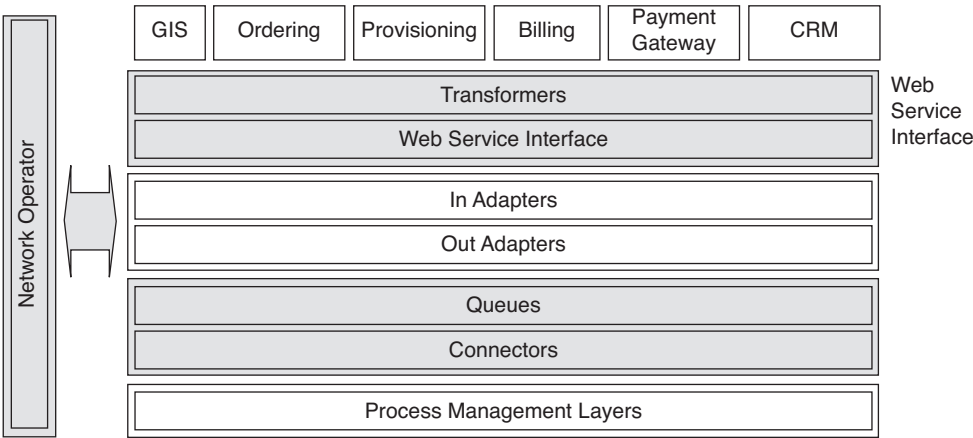 Network Operator
GIS
Ordering
Provisioning
Billing
Payment
Gateway
CRM
Transformers
Web Service Interface
Web
Service
Interface
In Adapters
Out Adapters
Queues
Connectors
Process Management Layers